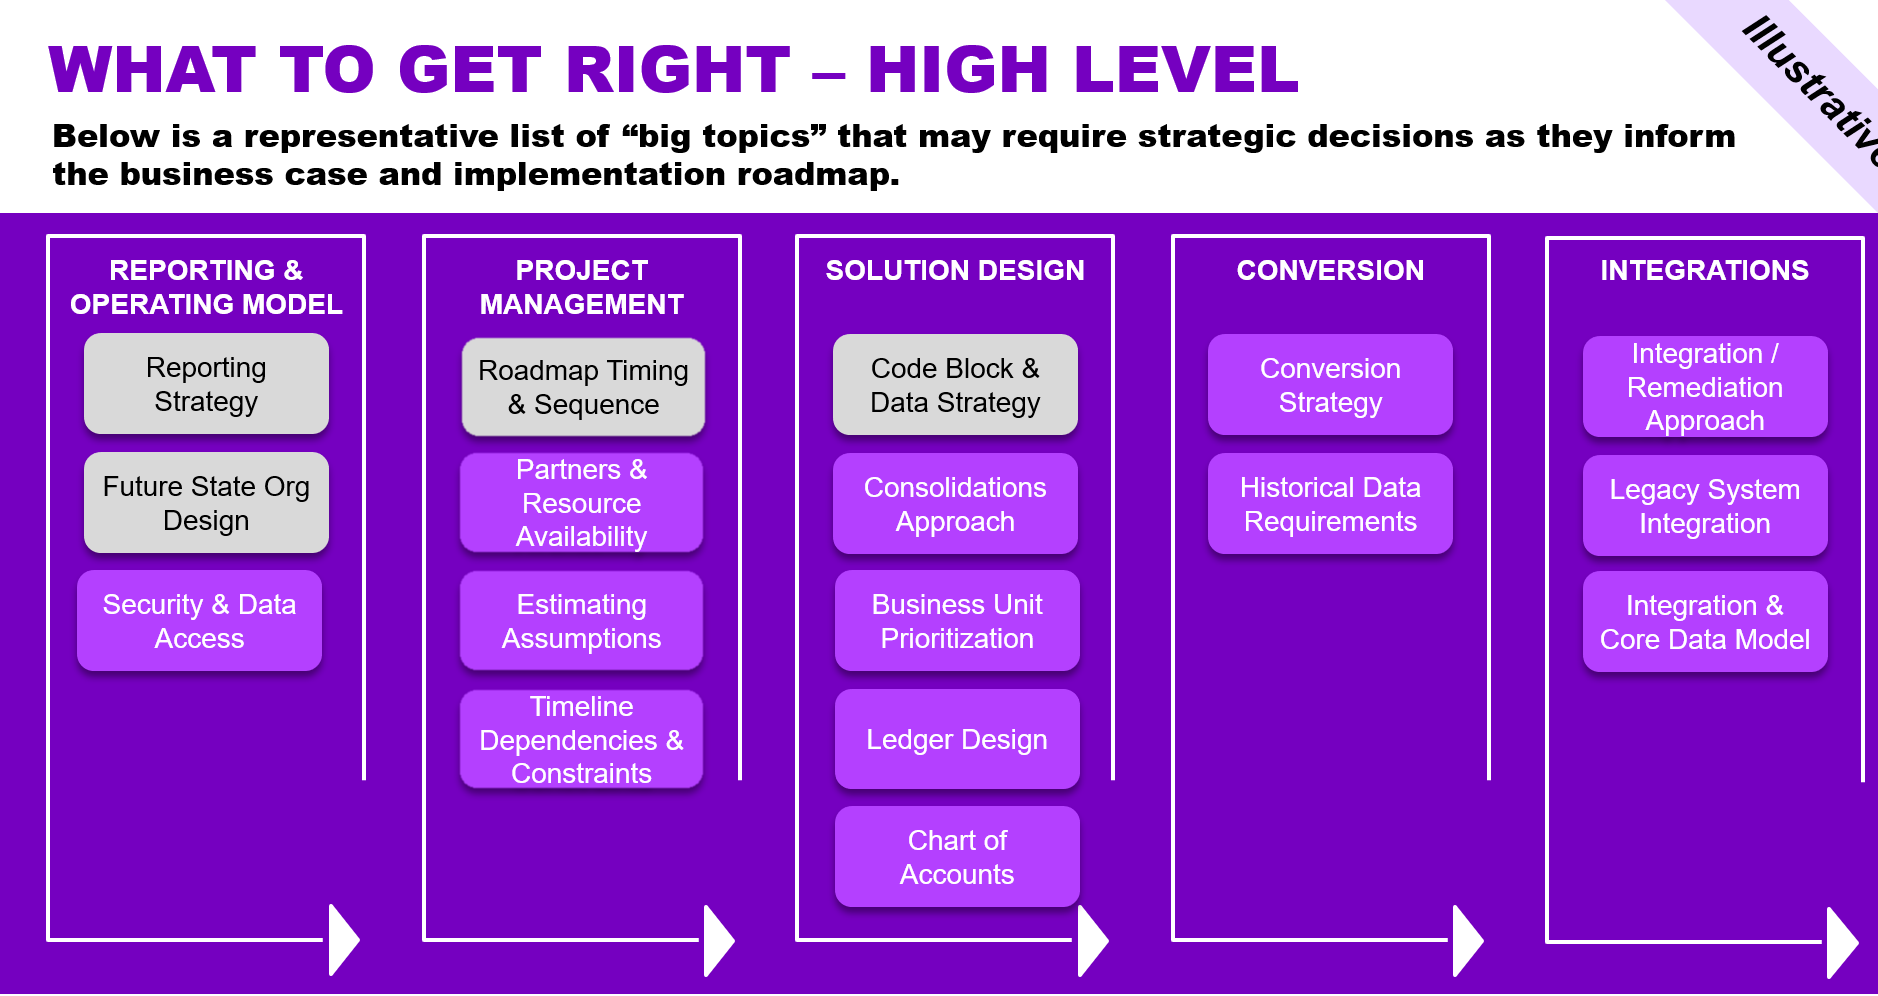 WHAT TO GET RIGHT – HIGH LEVEL
Illustrative
Below is a representative list of “big topics” that may require strategic decisions as they inform
the business case and implementation roadmap.
REPORTING &
OPERATING MODEL
Reporting
Strategy
Future State Org
Design
Security & Data
Access
PROJECT
MANAGEMENT
Roadmap Timing
& Sequence
Partners &
Resource
Availability
Estimating
Assumptions
Timeline
Dependencies &
Constraints
SOLUTION DESIGN
Code Block &
Data Strategy
Consolidations
Approach
Business Unit
Prioritization
Ledger Design
Chart of
Accounts
CONVERSION
Conversion
Strategy
Historical Data
Requirements
INTEGRATIONS
Integration /
Remediation
Approach
Legacy System
Integration
Integration &
Core Data Model